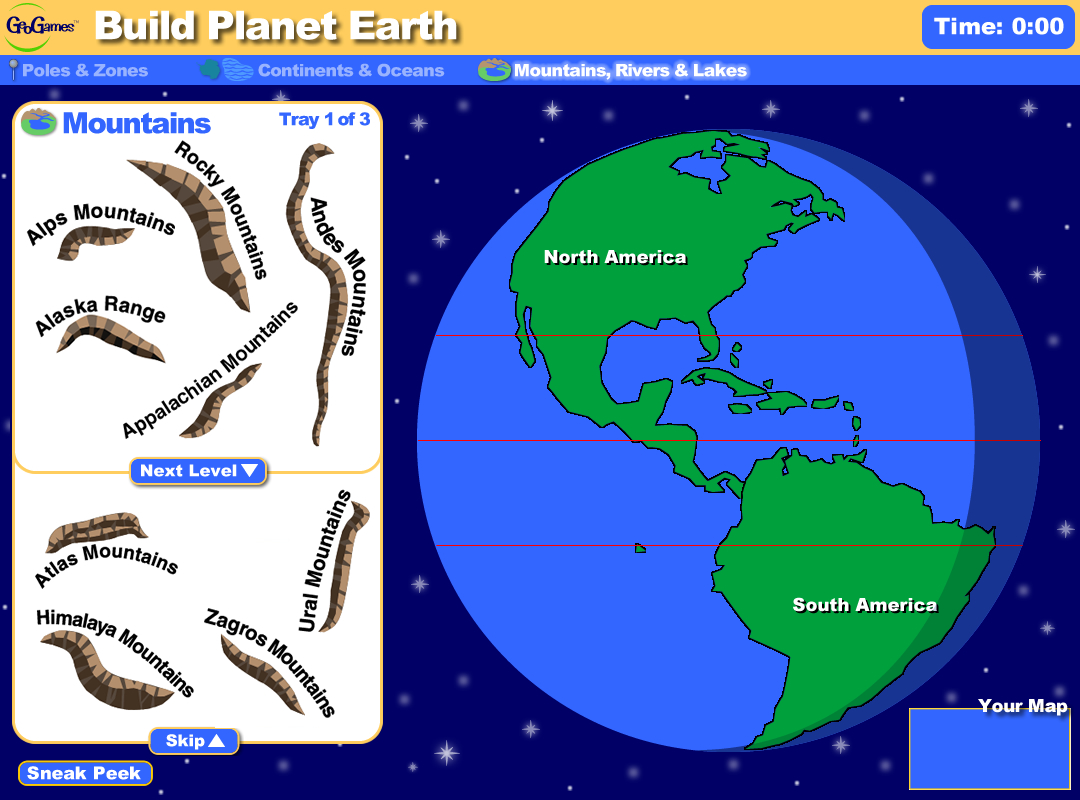 GeoGames™
Build Planet Earth
Time: 0:00
Poles & Zones
Continents & Oceans
Mountains, Rivers & Lakes
Mountains
Tray 1 of 3
Rocky Mountains
Andes Mountains
Alps Mountains
Alaska Range
Appalachian Mountains
Next Level
Atlas Mountains
Ural Mountains
Himalaya Mountains
Zagros Mountains
Skip
Sneak Peek
North America
South America
Your Map